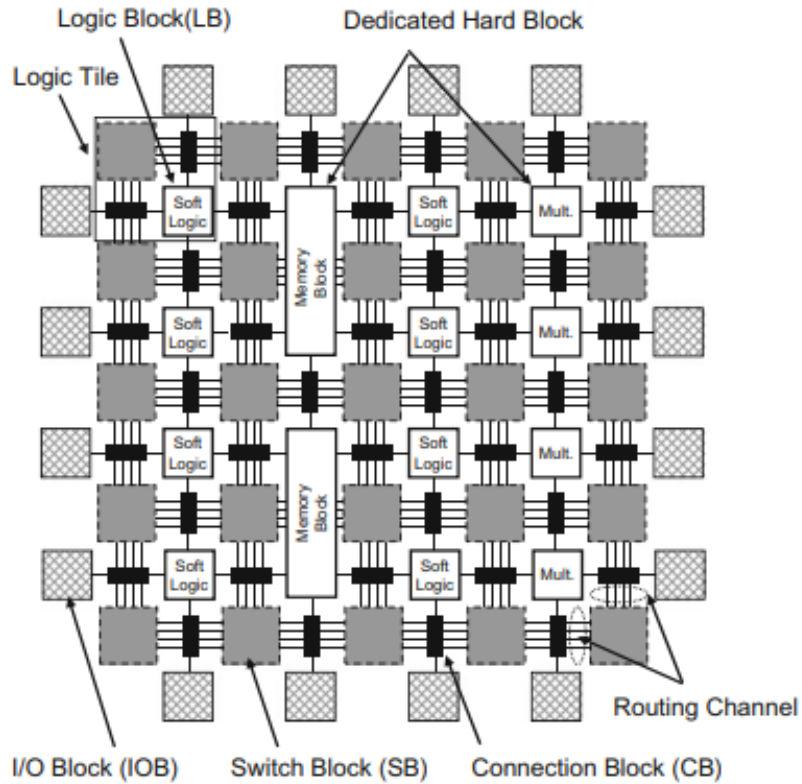 Logic Block(LB)
Dedicated Hard Block
Logic Tile
Soft
Logic
Memory
Block
Soft
Logic
Mult.
Soft
Logic
Soft
Logic
Mult.
Soft
Logic
Memory
Block
Soft
Logic
Mult.
Soft
Logic
Soft
Logic
Mult.
Routing Channel
I/O Block (IOB)
Switch Block (SB)
Connection Block (CB)